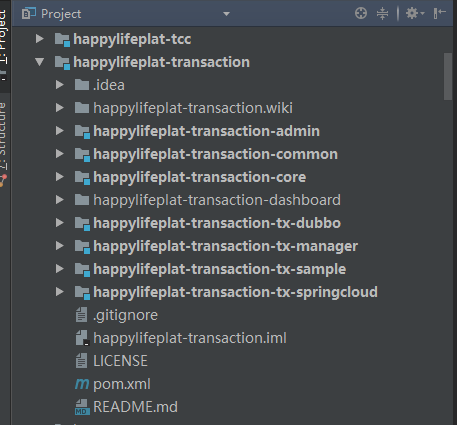 1: Project
Project
happylifeplat-tcc
happylifeplat-transaction
.idea
happylifeplat-transaction.wiki
happylifeplat-transaction-admin
happylifeplat-transaction-common
happylifeplat-transaction-core
happylifeplat-transaction-dashboard
happylifeplat-transaction-tx-dubbo
happylifeplat-transaction-tx-manager
happylifeplat-transaction-tx-sample
happylifeplat-transaction-tx-springcloud
.gitignore
happylifeplat-transaction.iml
LICENSE
m pom.xml
MD README.md
7: Structure